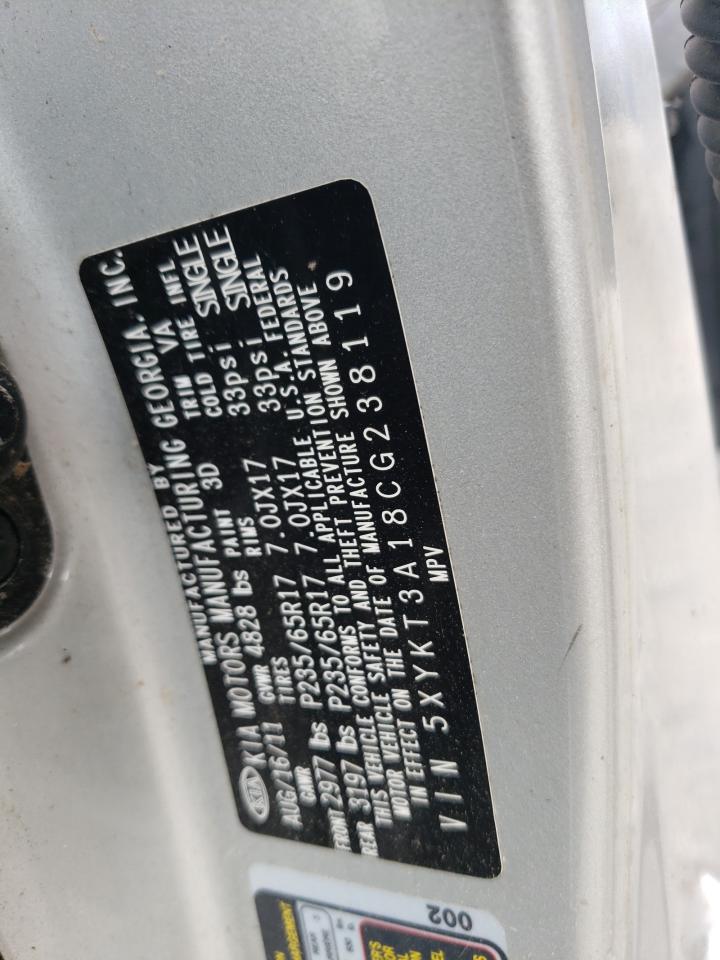 MANUFACTURED BY
KIA KIA MOTORS MANUFACTURING GEORGIA, INC.
AUG/26/11 GVWR 4828 lbs PAINT 3D TRIM VA
GAWR TIRES RIMS COLD TIRE INFL
FRONT 2977 lbs P235/65R17 7.0JX17 33psi SINGLE
REAR 3197 lbs P235/65R17 7.0JX17 33psi SINGLE
THIS VEHICLE CONFORMS TO ALL APPLICABLE U.S.A. FEDERAL
MOTOR VEHICLE SAFETY AND THEFT PREVENTION STANDARDS
IN EFFECT ON THE DATE OF MANUFACTURE SHOWN ABOVE
VIN 5XYKT3A18CG238119
MPV
002
REAR